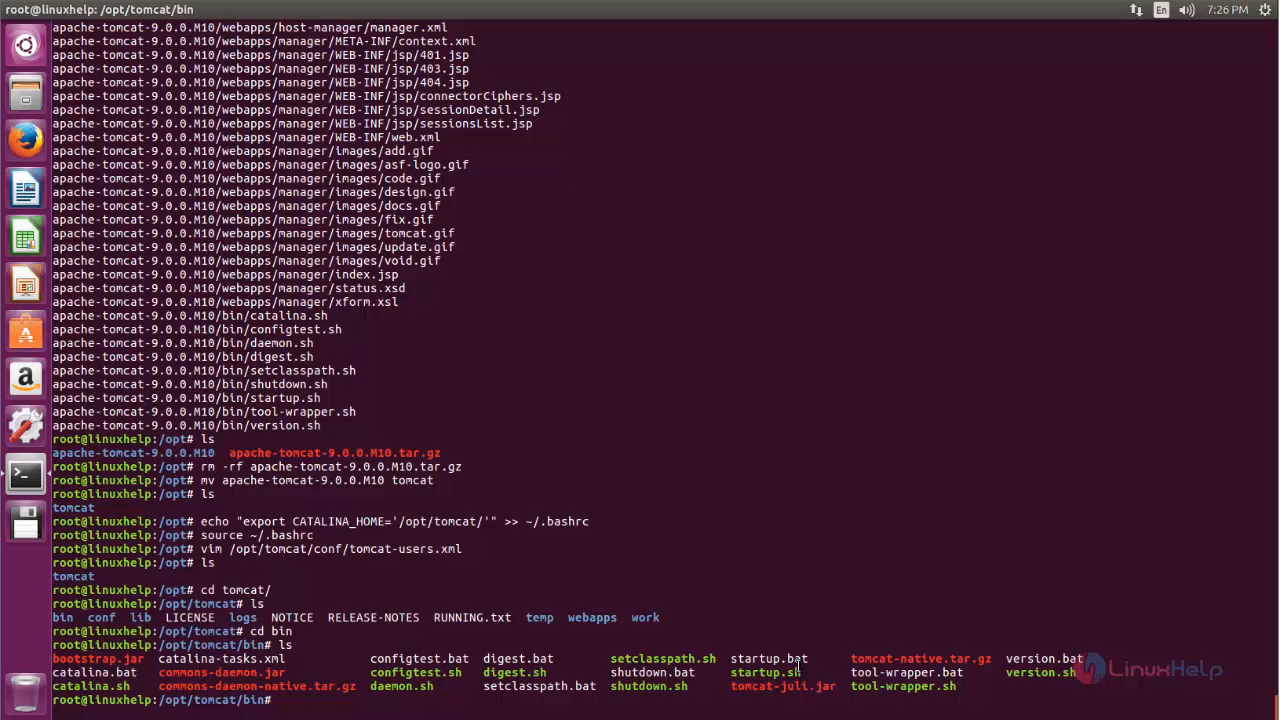 root@linuxhelp: /opt/tomcat/bin En 7:26 PM
apache-tomcat-9.0.0.M10/webapps/host-manager/manager.xml
apache-tomcat-9.0.0.M10/webapps/manager/META-INF/context.xml
apache-tomcat-9.0.0.M10/webapps/manager/WEB-INF/jsp/401.jsp
apache-tomcat-9.0.0.M10/webapps/manager/WEB-INF/jsp/403.jsp
apache-tomcat-9.0.0.M10/webapps/manager/WEB-INF/jsp/404.jsp
apache-tomcat-9.0.0.M10/webapps/manager/WEB-INF/jsp/connectorCiphers.jsp
apache-tomcat-9.0.0.M10/webapps/manager/WEB-INF/jsp/sessionDetail.jsp
apache-tomcat-9.0.0.M10/webapps/manager/WEB-INF/jsp/sessionsList.jsp
apache-tomcat-9.0.0.M10/webapps/manager/WEB-INF/web.xml
apache-tomcat-9.0.0.M10/webapps/manager/images/add.gif
apache-tomcat-9.0.0.M10/webapps/manager/images/asf-logo.gif
apache-tomcat-9.0.0.M10/webapps/manager/images/code.gif
apache-tomcat-9.0.0.M10/webapps/manager/images/design.gif
apache-tomcat-9.0.0.M10/webapps/manager/images/docs.gif
apache-tomcat-9.0.0.M10/webapps/manager/images/fix.gif
apache-tomcat-9.0.0.M10/webapps/manager/images/tomcat.gif
apache-tomcat-9.0.0.M10/webapps/manager/images/update.gif
apache-tomcat-9.0.0.M10/webapps/manager/images/void.gif
apache-tomcat-9.0.0.M10/webapps/manager/index.jsp
apache-tomcat-9.0.0.M10/webapps/manager/status.xsd
apache-tomcat-9.0.0.M10/webapps/manager/xform.xsl
apache-tomcat-9.0.0.M10/bin/catalina.sh
apache-tomcat-9.0.0.M10/bin/configtest.sh
apache-tomcat-9.0.0.M10/bin/daemon.sh
apache-tomcat-9.0.0.M10/bin/digest.sh
apache-tomcat-9.0.0.M10/bin/setclasspath.sh
apache-tomcat-9.0.0.M10/bin/shutdown.sh
apache-tomcat-9.0.0.M10/bin/startup.sh
apache-tomcat-9.0.0.M10/bin/tool-wrapper.sh
apache-tomcat-9.0.0.M10/bin/version.sh
root@linuxhelp:/opt# ls
apache-tomcat-9.0.0.M10 apache-tomcat-9.0.0.M10.tar.gz
root@linuxhelp:/opt# rm -rf apache-tomcat-9.0.0.M10.tar.gz
root@linuxhelp:/opt# mv apache-tomcat-9.0.0.M10 tomcat
root@linuxhelp:/opt# ls
tomcat
root@linuxhelp:/opt# echo "export CATALINA_HOME='/opt/tomcat/'" >> ~/.bashrc
root@linuxhelp:/opt# source ~/.bashrc
root@linuxhelp:/opt# vim /opt/tomcat/conf/tomcat-users.xml
root@linuxhelp:/opt# ls
tomcat
root@linuxhelp:/opt# cd tomcat/
root@linuxhelp:/opt/tomcat# ls
bin conf lib LICENSE logs NOTICE RELEASE-NOTES RUNNING.txt temp webapps work
root@linuxhelp:/opt/tomcat# cd bin
root@linuxhelp:/opt/tomcat/bin# ls
bootstrap.jar catalina-tasks.xml configtest.bat digest.bat setclasspath.sh startup.bat tomcat-native.tar.gz version.bat
catalina.bat commons-daemon.jar configtest.sh digest.sh shutdown.bat startup.sh tool-wrapper.bat version.sh LinuxHelp
catalina.sh commons-daemon-native.tar.gz daemon.sh setclasspath.bat shutdown.sh tomcat-juli.jar tool-wrapper.sh
root@linuxhelp:/opt/tomcat/bin#